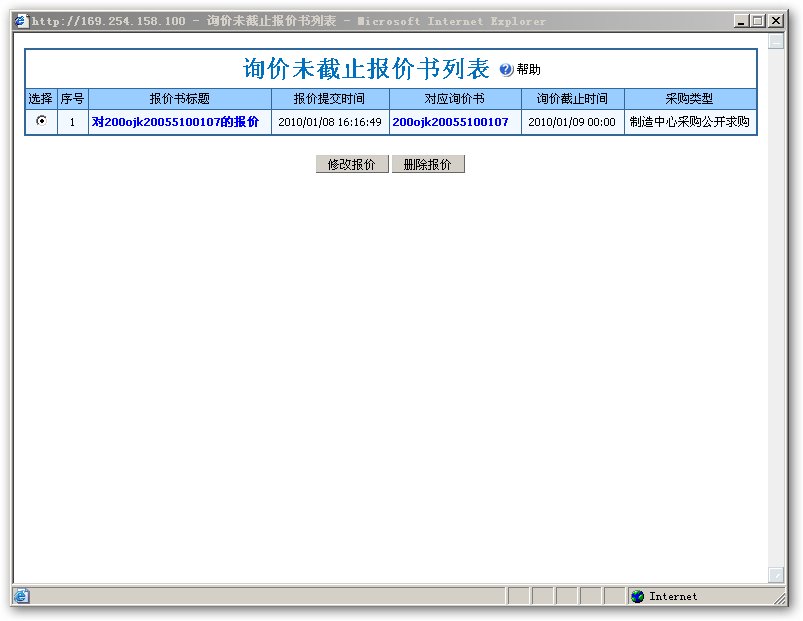 http://169.254.158.100 - 询价未截止报价书列表 - Microsoft Internet Explorer
询价未截止报价书列表 帮助
选择 序号 报价书标题 报价提交时间 对应询价书 询价截止时间 采购类型
1 对200ojk20055100107的报价 2010/01/08 16:16:49 200ojk20055100107 2010/01/09 00:00 制造中心采购公开求购
修改报价 删除报价
Internet